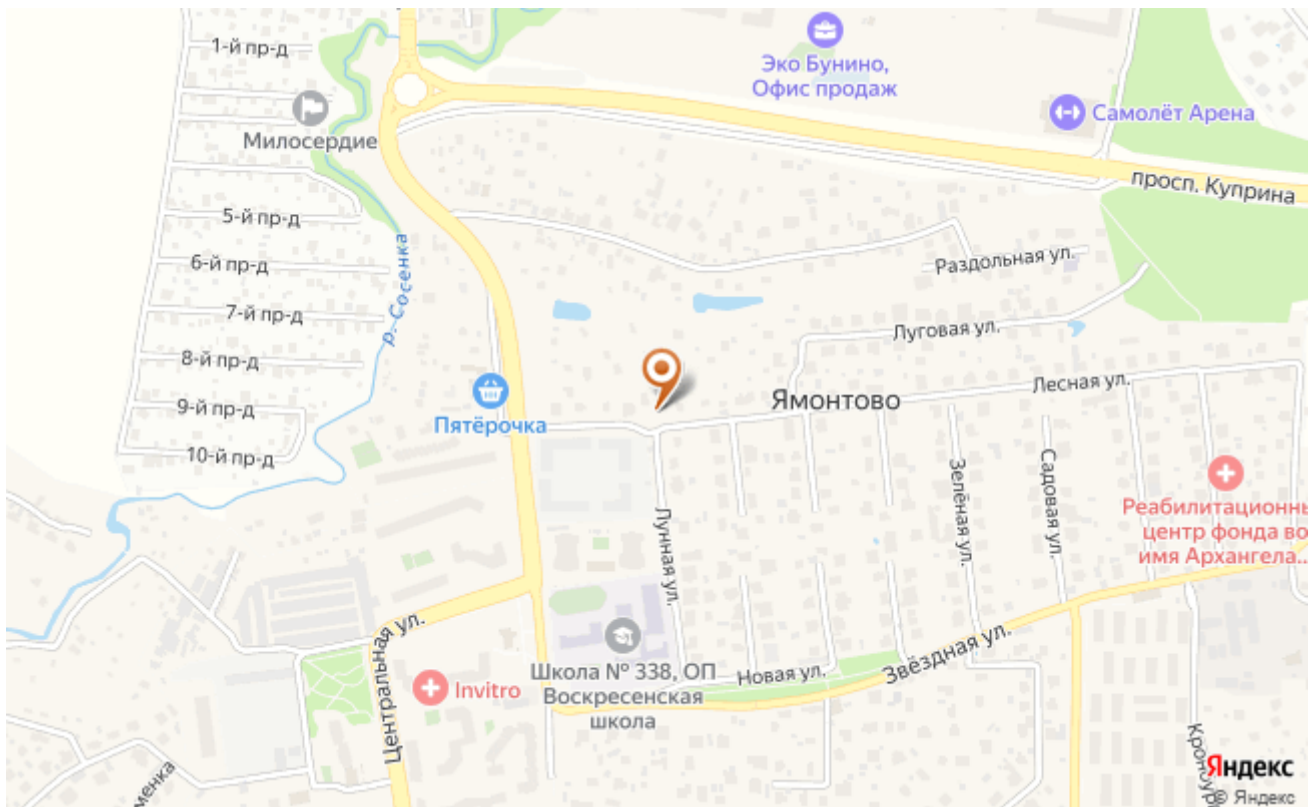 1-й пр-д
Эко Бунино,
Офис продаж
Самолёт Арена
Милосердие
просп. Куприна
5-й пр-д
6-й пр-д
р. Сосенка
Раздольная ул.
7-й пр-д
Луговая ул.
8-й пр-д
Лесная ул.
Ямонтово
9-й пр-д
Пятёрочка
10-й пр-д
Зелёная ул.
Садовая ул.
Реабилитационны
центр фонда во
имя Архангела...
Лунная ул.
Центральная ул.
Звёздная ул.
Школа № 338, ОП
Воскресенская
школа
Новая ул.
Invitro
менка
Яндекс
© Яндекс